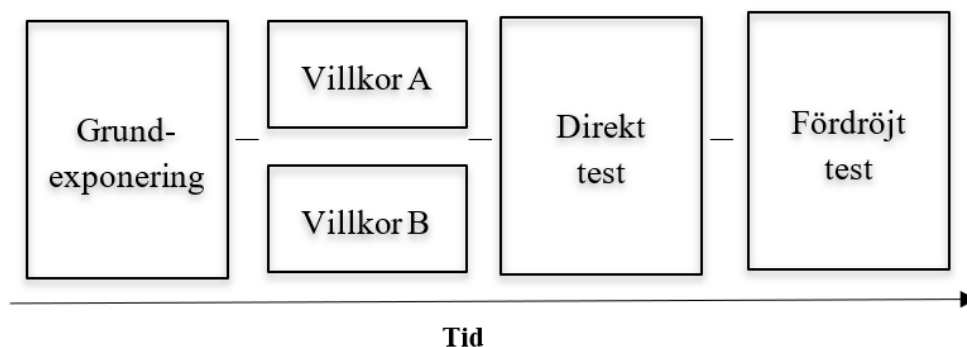 Grund-
exponering
Villkor A
Villkor B
Direkt
test
Fördröjt
test
Tid